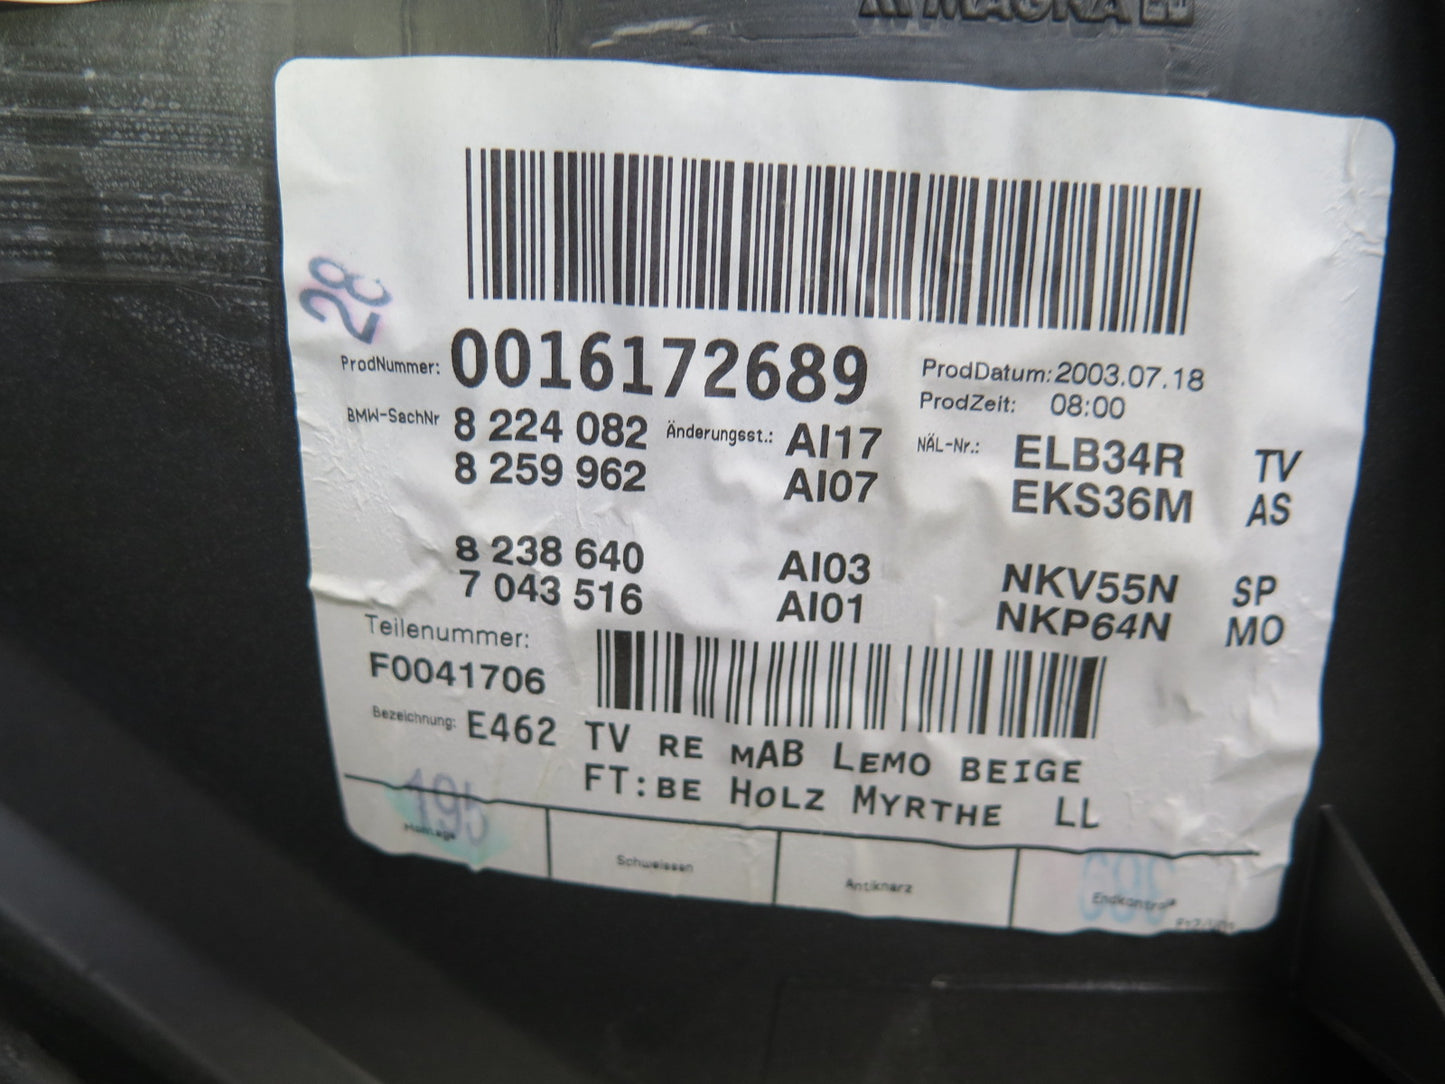 MAGNA
28
ProdNummer: 0016172689 ProdDatum: 2003.07.18
ProdZeit: 08:00
BMW-SachNr 8 224 082 Änderungsst.: AI17 NÄL-Nr.: ELB34R TV
8 259 962 AI07 EKS36M AS
8 238 640 AI03 NKV55N SP
7 043 516 AI01 NKP64N MO
Teilenummer:
F0041706
Bezeichnung: E462 TV RE MAB LEMO BEIGE
FT:BE HOLZ MYRTHE LL
195
Montage Schweissen Antiknarz Endkontrolle